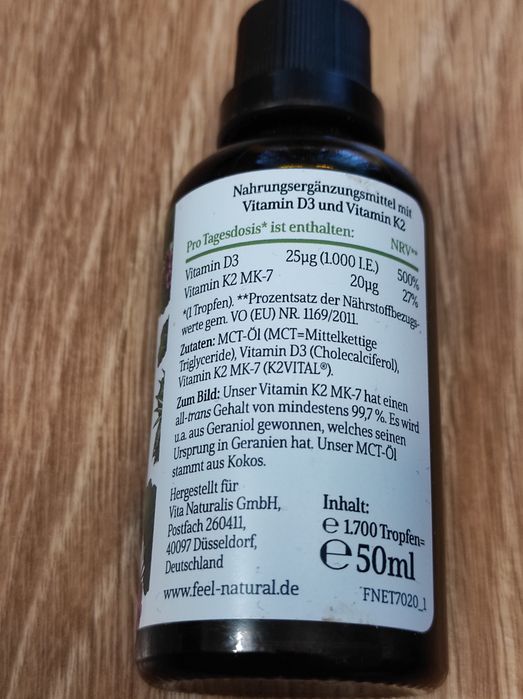 Nahrungsergänzungsmittel mit
Vitamin D3 und Vitamin K2
Pro Tagesdosis* ist enthalten: NRV**
Vitamin D3 25µg (1.000 I.E.) 500%
Vitamin K2 MK-7 20µg 27%
*(1 Tropfen). **Prozentsatz der Nährstoffbezugs-
werte gem. VO (EU) NR. 1169/2011.
Zutaten: MCT-Öl (MCT=Mittelkettige
Triglyceride), Vitamin D3 (Cholecalciferol),
Vitamin K2 MK-7 (K2VITAL®).
Zum Bild: Unser Vitamin K2 MK-7 hat einen
all-trans Gehalt von mindestens 99,7 %. Es wird
u.a. aus Geraniol gewonnen, welches seinen
Ursprung in Geranien hat. Unser MCT-Öl
stammt aus Kokos.
Hergestellt für
Vita Naturalis GmbH,
Postfach 260411,
40097 Düsseldorf,
Deutschland
www.feel-natural.de
Inhalt:
℮ 1.700 Tropfen=
℮50ml
FNET7020_1